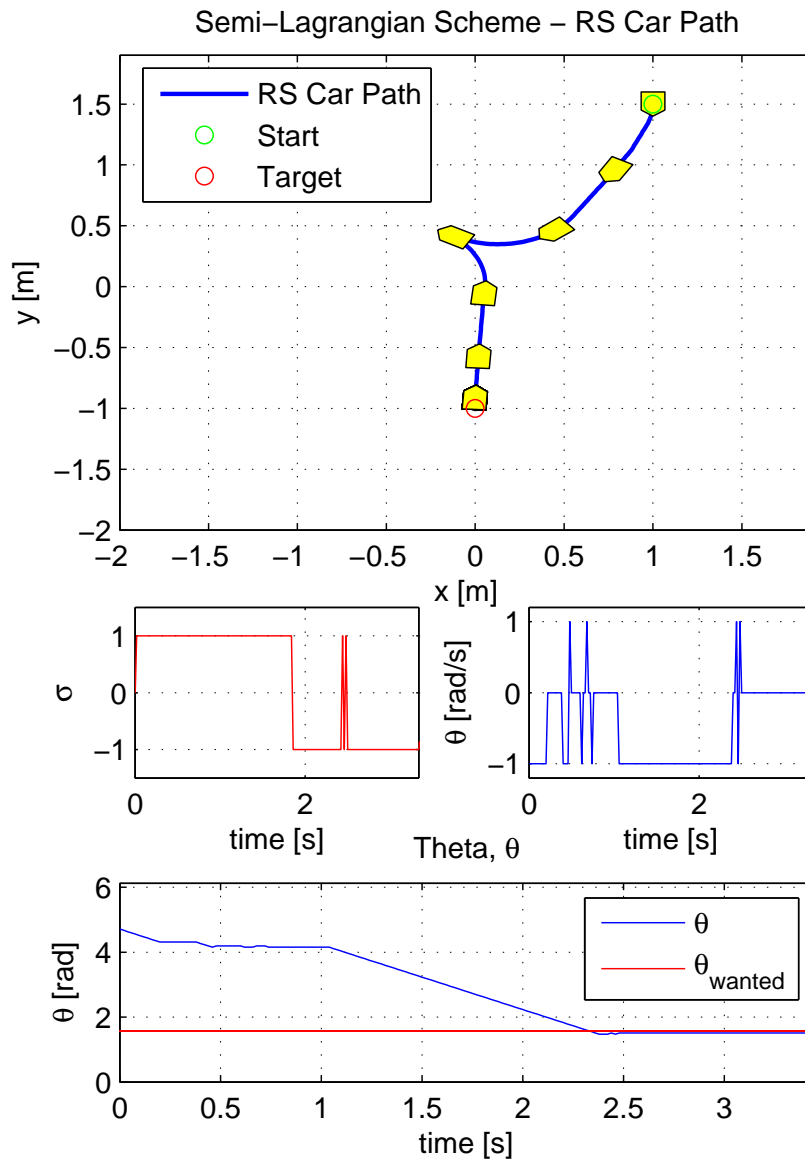 Semi−Lagrangian Scheme − RS Car Path
RS Car Path
Start
Target
1.5
1
0.5
0
−0.5
−1
−1.5
−2
y [m]
−2 −1.5 −1 −0.5 0 0.5 1 1.5
x [m]
1
0
−1
σ
0 2
time [s]
1
0
−1
θ [rad/s]
0 2
time [s]
Theta, θ
6
4
2
0
θ [rad]
θ
θwanted
0 0.5 1 1.5 2 2.5 3
time [s]